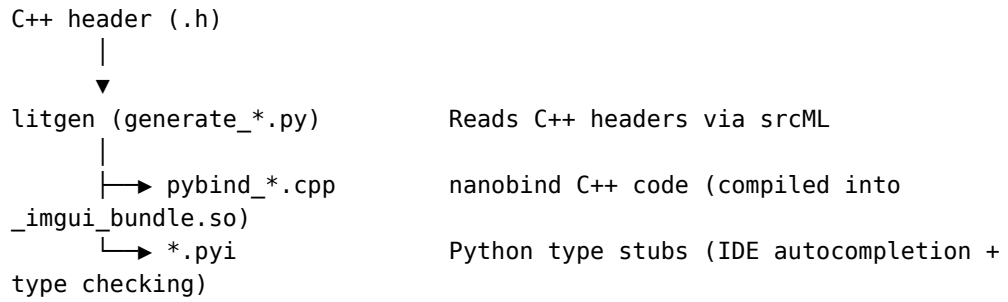 C++ header (.h)
│
▼
litgen (generate_*.py)          Reads C++ headers via srcML
│
├──▶ pybind_*.cpp         nanobind C++ code (compiled into
_imgui_bundle.so)
└──▶ *.pyi                Python type stubs (IDE autocompletion +
type checking)